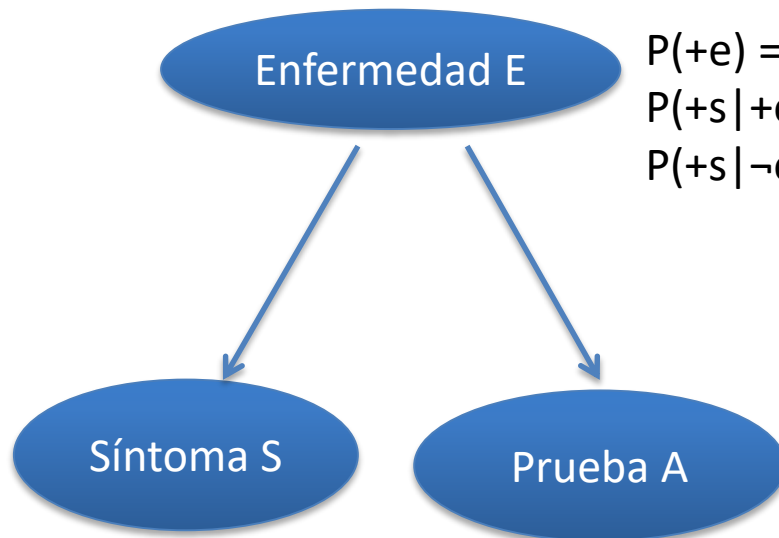 Enfermedad E
P(+e) =
P(+s|+e
P(+s|¬e
Síntoma S
Prueba A